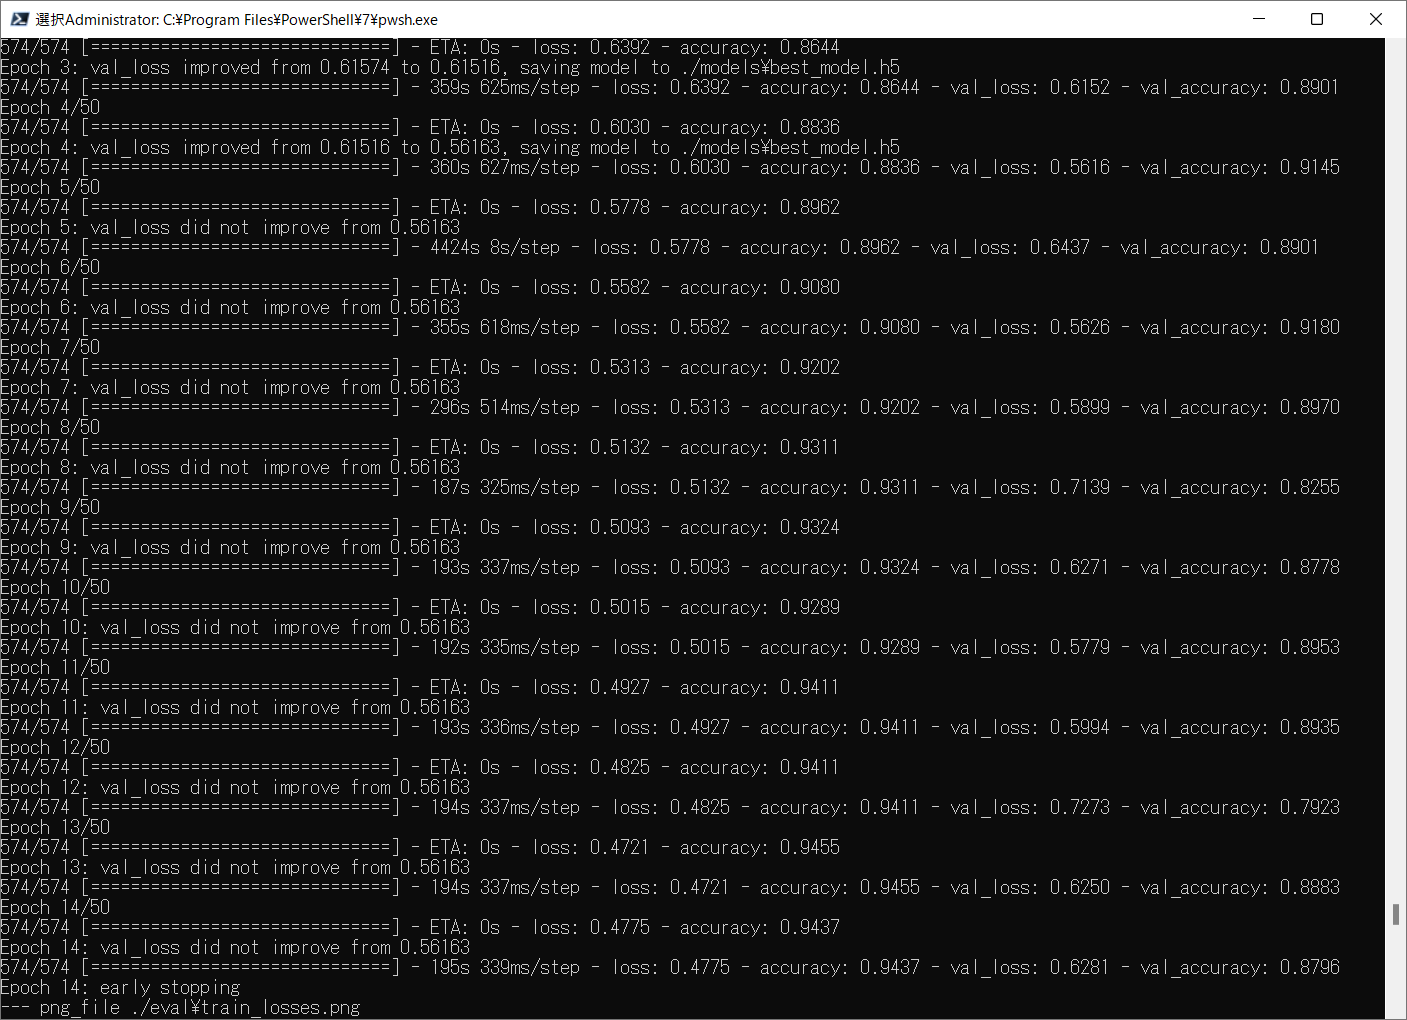 選択Administrator: C:¥Program Files¥PowerShell¥7¥pwsh.exe
574/574 [==============================] - ETA: 0s - loss: 0.6392 - accuracy: 0.8644
Epoch 3: val_loss improved from 0.61574 to 0.61516, saving model to ./models¥best_model.h5
574/574 [==============================] - 359s 625ms/step - loss: 0.6392 - accuracy: 0.8644 - val_loss: 0.6152 - val_accuracy: 0.8901
Epoch 4/50
574/574 [==============================] - ETA: 0s - loss: 0.6030 - accuracy: 0.8836
Epoch 4: val_loss improved from 0.61516 to 0.56163, saving model to ./models¥best_model.h5
574/574 [==============================] - 360s 627ms/step - loss: 0.6030 - accuracy: 0.8836 - val_loss: 0.5616 - val_accuracy: 0.9145
Epoch 5/50
574/574 [==============================] - ETA: 0s - loss: 0.5778 - accuracy: 0.8962
Epoch 5: val_loss did not improve from 0.56163
574/574 [==============================] - 4424s 8s/step - loss: 0.5778 - accuracy: 0.8962 - val_loss: 0.6437 - val_accuracy: 0.8901
Epoch 6/50
574/574 [==============================] - ETA: 0s - loss: 0.5582 - accuracy: 0.9080
Epoch 6: val_loss did not improve from 0.56163
574/574 [==============================] - 355s 618ms/step - loss: 0.5582 - accuracy: 0.9080 - val_loss: 0.5626 - val_accuracy: 0.9180
Epoch 7/50
574/574 [==============================] - ETA: 0s - loss: 0.5313 - accuracy: 0.9202
Epoch 7: val_loss did not improve from 0.56163
574/574 [==============================] - 296s 514ms/step - loss: 0.5313 - accuracy: 0.9202 - val_loss: 0.5899 - val_accuracy: 0.8970
Epoch 8/50
574/574 [==============================] - ETA: 0s - loss: 0.5132 - accuracy: 0.9311
Epoch 8: val_loss did not improve from 0.56163
574/574 [==============================] - 187s 325ms/step - loss: 0.5132 - accuracy: 0.9311 - val_loss: 0.7139 - val_accuracy: 0.8255
Epoch 9/50
574/574 [==============================] - ETA: 0s - loss: 0.5093 - accuracy: 0.9324
Epoch 9: val_loss did not improve from 0.56163
574/574 [==============================] - 193s 337ms/step - loss: 0.5093 - accuracy: 0.9324 - val_loss: 0.6271 - val_accuracy: 0.8778
Epoch 10/50
574/574 [==============================] - ETA: 0s - loss: 0.5015 - accuracy: 0.9289
Epoch 10: val_loss did not improve from 0.56163
574/574 [==============================] - 192s 335ms/step - loss: 0.5015 - accuracy: 0.9289 - val_loss: 0.5779 - val_accuracy: 0.8953
Epoch 11/50
574/574 [==============================] - ETA: 0s - loss: 0.4927 - accuracy: 0.9411
Epoch 11: val_loss did not improve from 0.56163
574/574 [==============================] - 193s 336ms/step - loss: 0.4927 - accuracy: 0.9411 - val_loss: 0.5994 - val_accuracy: 0.8935
Epoch 12/50
574/574 [==============================] - ETA: 0s - loss: 0.4825 - accuracy: 0.9411
Epoch 12: val_loss did not improve from 0.56163
574/574 [==============================] - 194s 337ms/step - loss: 0.4825 - accuracy: 0.9411 - val_loss: 0.7273 - val_accuracy: 0.7923
Epoch 13/50
574/574 [==============================] - ETA: 0s - loss: 0.4721 - accuracy: 0.9455
Epoch 13: val_loss did not improve from 0.56163
574/574 [==============================] - 194s 337ms/step - loss: 0.4721 - accuracy: 0.9455 - val_loss: 0.6250 - val_accuracy: 0.8883
Epoch 14/50
574/574 [==============================] - ETA: 0s - loss: 0.4775 - accuracy: 0.9437
Epoch 14: val_loss did not improve from 0.56163
574/574 [==============================] - 195s 339ms/step - loss: 0.4775 - accuracy: 0.9437 - val_loss: 0.6281 - val_accuracy: 0.8796
Epoch 14: early stopping
--- png_file ./eval¥train_losses.png